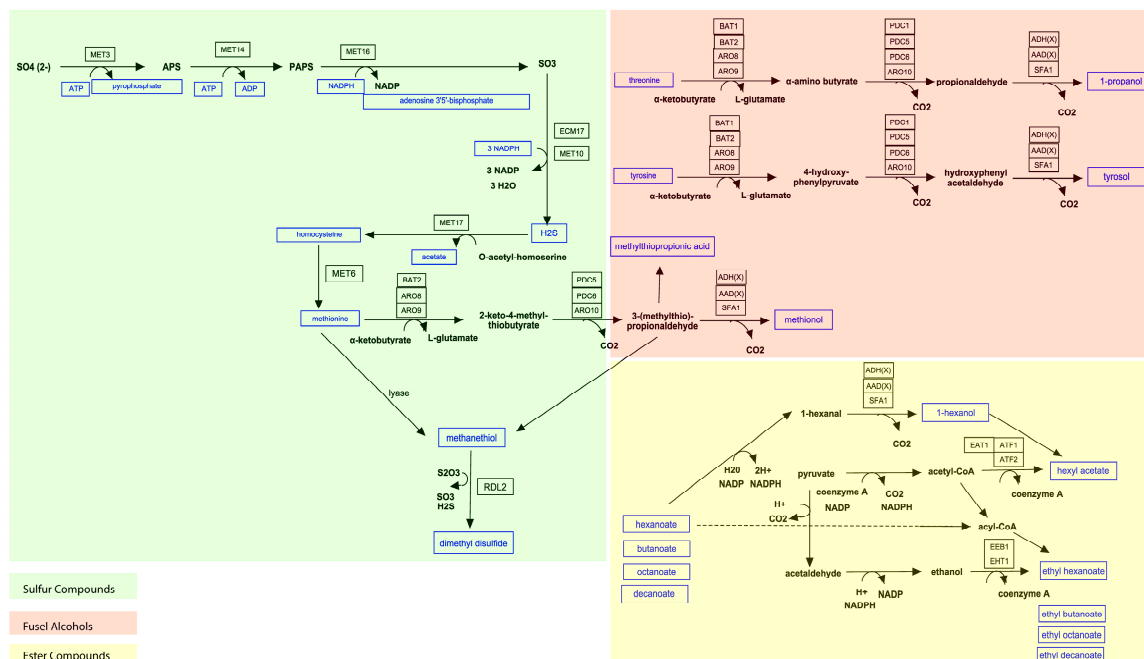 MET3
MET14
MET16
SO4 (2-)
APS
PAPS
SO3
ATP
pyrophosphate
ATP
ADP
NADPH
NADP
adenosine 3'5'-bisphosphate
ECM17
MET10
3 NADPH
3 NADP
3 H2O
MET17
homocysteine
H2S
acetate
O-acetyl-homoserine
MET6
BAT2
ARO8
ARO9
PDC5
PDC6
ARO10
methionine
2-keto-4-methyl-
thiobutyrate
α-ketobutyrate
L-glutamate
CO2
lyase
methanethiol
S2O3
SO3
H2S
RDL2
dimethyl disulfide
BAT1
BAT2
ARO8
ARO9
PDC1
PDC5
PDC6
ARO10
ADH(X)
AAD(X)
SFA1
threonine
α-amino butyrate
propionaldehyde
1-propanol
α-ketobutyrate
L-glutamate
CO2
CO2
BAT1
BAT2
ARO8
ARO9
PDC1
PDC5
PDC6
ARO10
ADH(X)
AAD(X)
SFA1
tyrosine
4-hydroxy-
phenylpyruvate
hydroxyphenyl
acetaldehyde
tyrosol
α-ketobutyrate
L-glutamate
CO2
CO2
methylthiopropionic acid
ADH(X)
AAD(X)
SFA1
3-(methylthio)-
propionaldehyde
methionol
CO2
ADH(X)
AAD(X)
SFA1
1-hexanal
1-hexanol
CO2
EAT1
ATF1
ATF2
H20
NADP
2H+
NADPH
pyruvate
acetyl-CoA
hexyl acetate
coenzyme A
NADP
CO2
NADPH
coenzyme A
H+
CO2
hexanoate
acyl-CoA
butanoate
octanoate
decanoate
EEB1
EHT1
acetaldehyde
ethanol
ethyl hexanoate
H+
NADPH
NADP
coenzyme A
ethyl butanoate
ethyl octanoate
ethyl decanoate
Sulfur Compounds
Fusel Alcohols
Ester Compounds